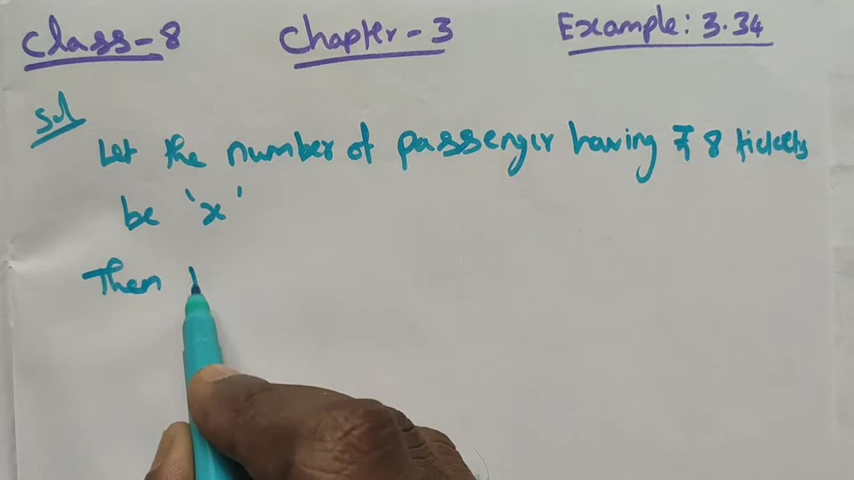 Class-8 Chapter-3 Example: 3.34
Sol
Let the number of passenger having ₹ 8 tickets
be 'x'
Then